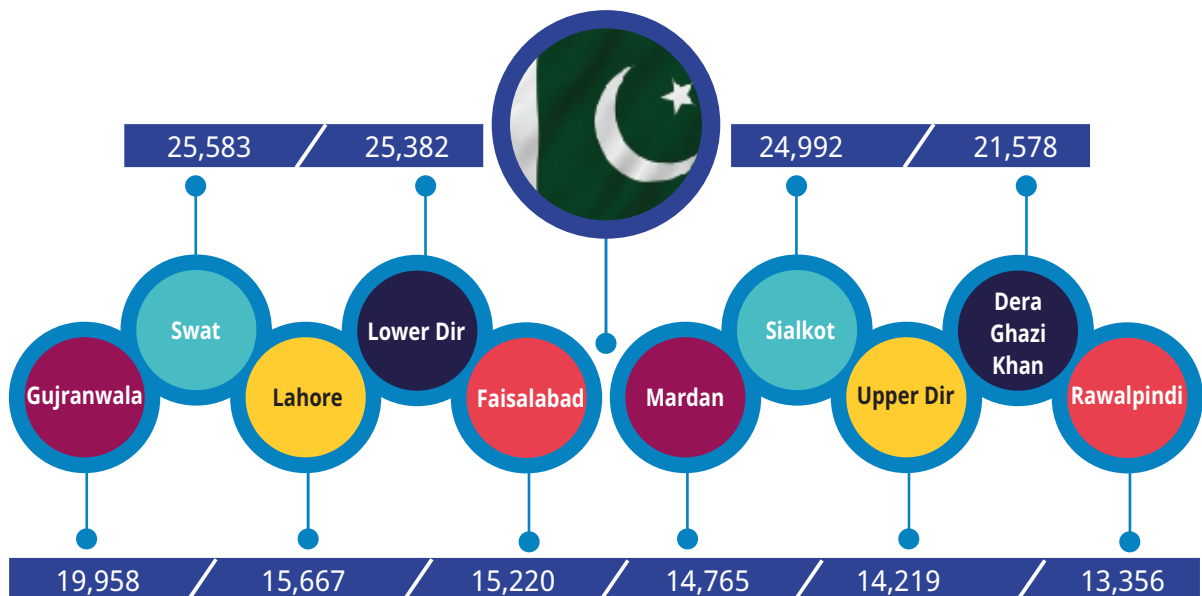 25,583
25,382
24,992
21,578
Swat
Lower Dir
Sialkot
Dera
Ghazi
Khan
Gujranwala
Lahore
Faisalabad
Mardan
Upper Dir
Rawalpindi
19,958
15,667
15,220
14,765
14,219
13,356